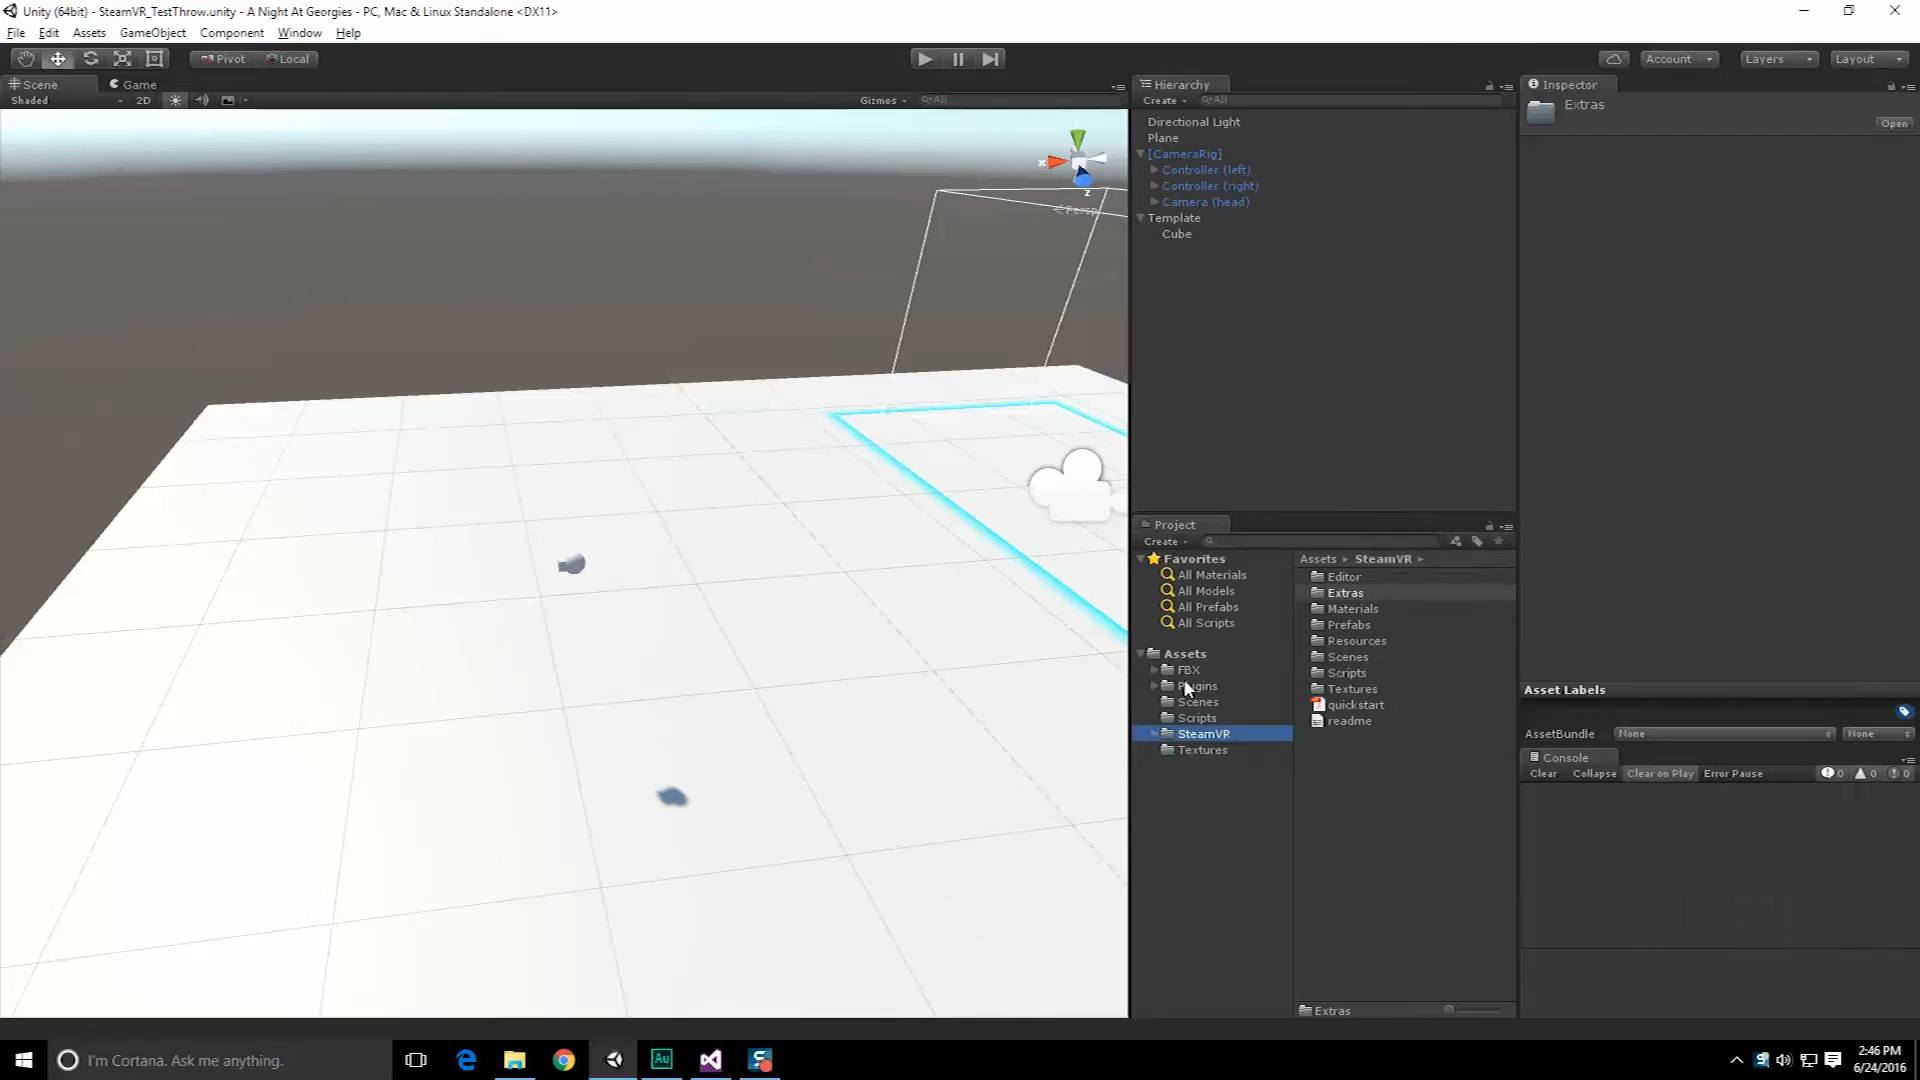 Unity (64bit) - SteamVR_TestThrow.unity - A Night At Georgies - PC, Mac & Linux Standalone <DX11>
File Edit Assets GameObject Component Window Help
Pivot Local Account Layers Layout
Scene Game
Shaded 2D Gizmos All
x
z
Persp
Hierarchy
Create All
Directional Light
Plane
[CameraRig]
Controller (left)
Controller (right)
Camera (head)
Template
Cube
Inspector
Extras
Open
Project
Create
Favorites
All Materials
All Models
All Prefabs
All Scripts
Assets
FBX
Plugins
Scenes
Scripts
SteamVR
Textures
Assets SteamVR
Editor
Extras
Materials
Prefabs
Resources
Scenes
Scripts
Textures
quickstart
readme
Extras
Asset Labels
AssetBundle None None
Console
Clear Collapse Clear on Play Error Pause 0 0 0
I'm Cortana. Ask me anything.
Au
2:46 PM
6/24/2016